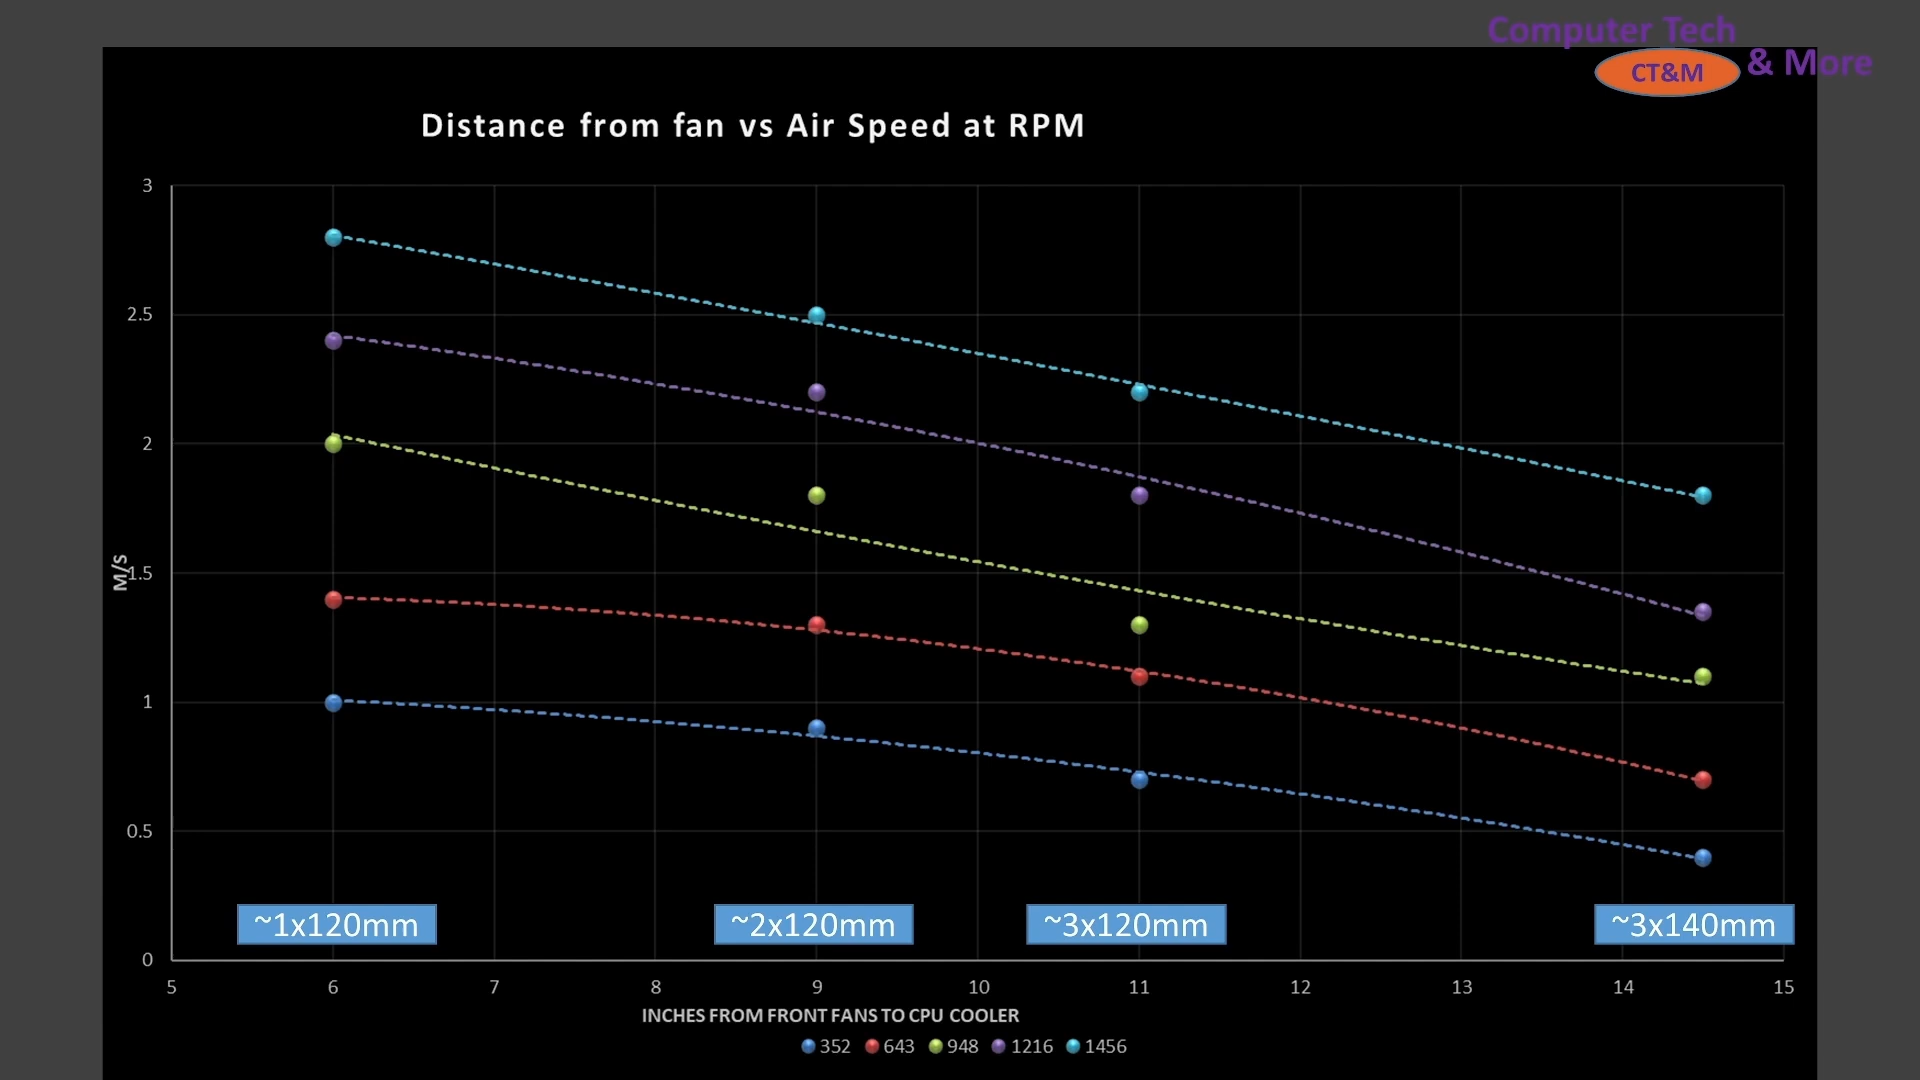 Computer Tech
& More
CT&M
Distance from fan vs Air Speed at RPM
3
2.5
2
1.5
1
0.5
0
M/s
~1x120mm
~2x120mm
~3x120mm
~3x140mm
5 6 7 8 9 10 11 12 13 14 15
INCHES FROM FRONT FANS TO CPU COOLER
352 643 948 1216 1456